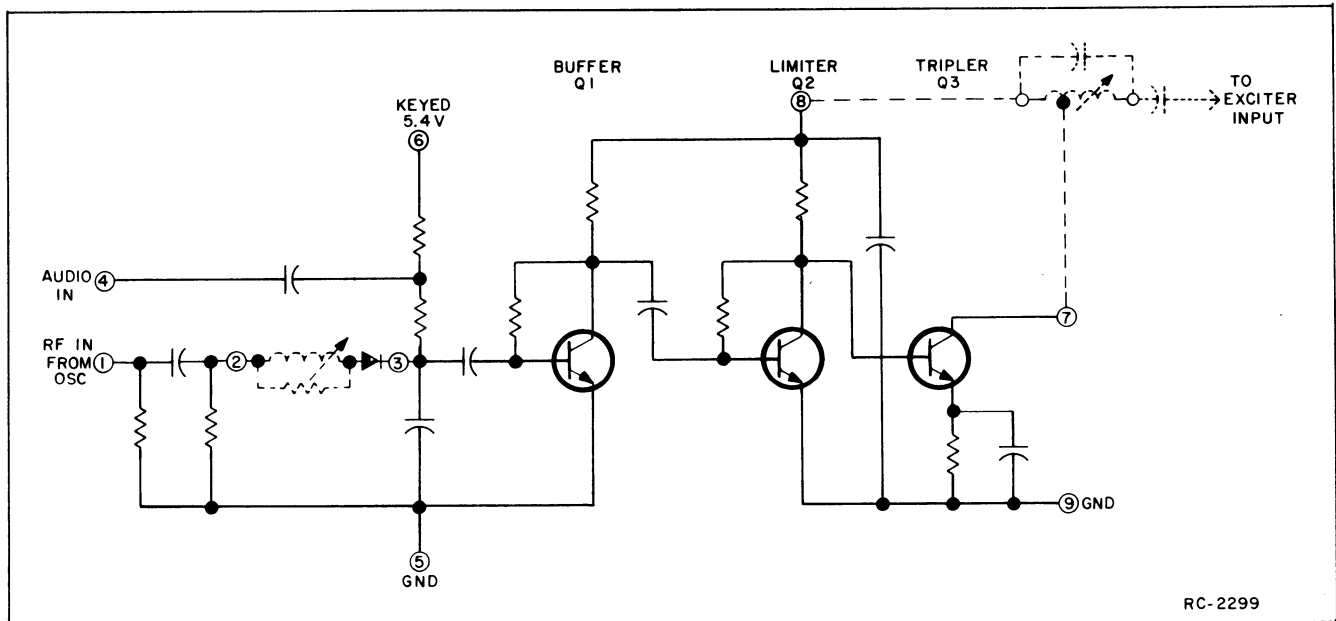 BUFFER
Q1
LIMITER
Q2
8
TRIPLER
Q3
TO
EXCITER
INPUT
KEYED
5.4V
6
AUDIO
IN
4
RF IN
FROM
OSC
1
2
3
7
5
GND
9 GND
RC-2299